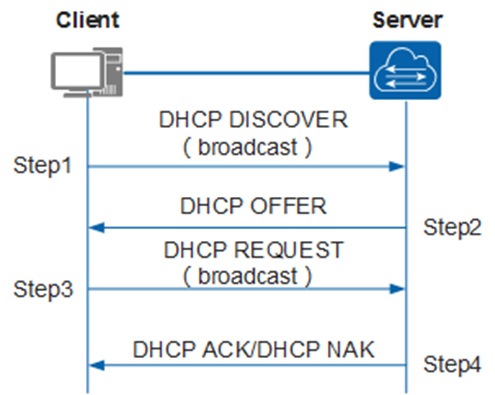 Client Server
DHCP DISCOVER
( broadcast )
Step1
DHCP OFFER
Step2
DHCP REQUEST
( broadcast )
Step3
DHCP ACK/DHCP NAK
Step4